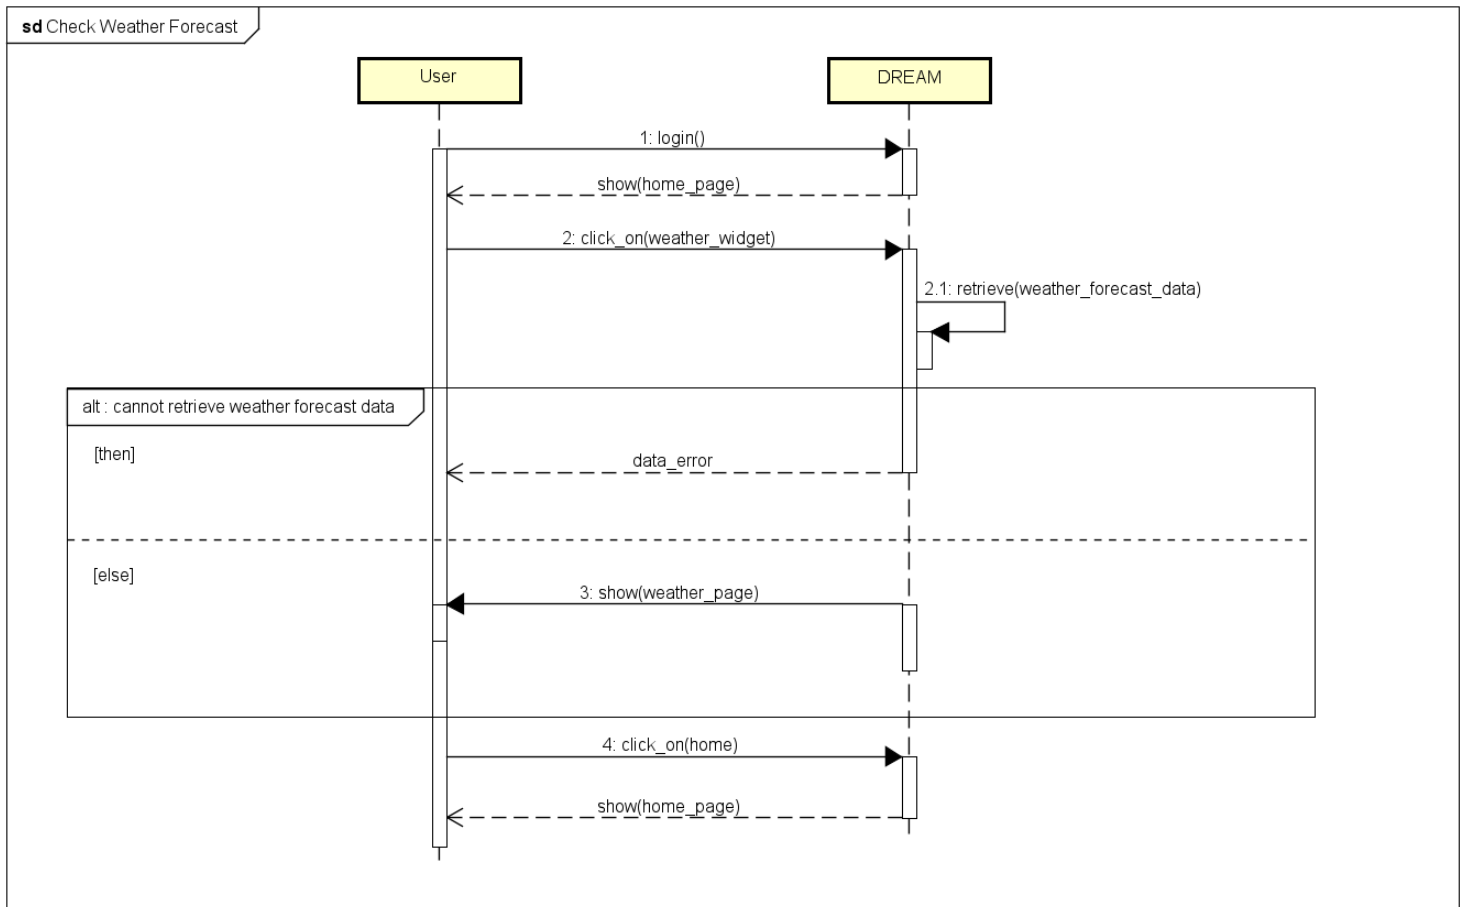 sd Check Weather Forecast
User
DREAM
1: login()
show(home_page)
2: click_on(weather_widget)
2.1: retrieve(weather_forecast_data)
alt : cannot retrieve weather forecast data
[then]
data_error
[else]
3: show(weather_page)
4: click_on(home)
show(home_page)